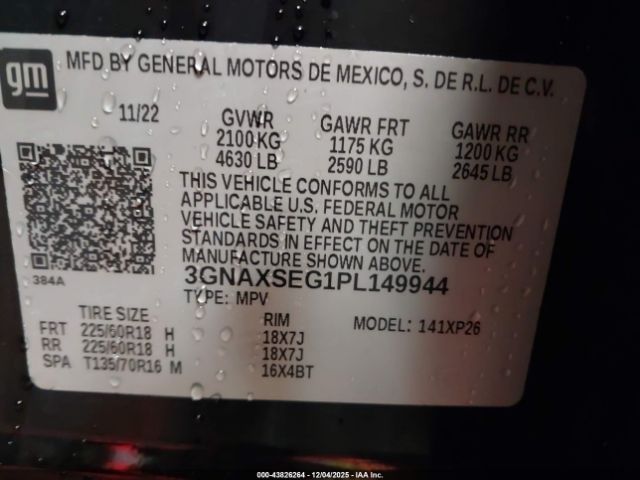 gm
MFD BY GENERAL MOTORS DE MEXICO, S. DE R.L. DE C.V.
11/22 GVWR GAWR FRT GAWR RR
2100 KG 1175 KG 1200 KG
4630 LB 2590 LB 2645 LB
THIS VEHICLE CONFORMS TO ALL
APPLICABLE U.S. FEDERAL MOTOR
VEHICLE SAFETY AND THEFT PREVENTION
STANDARDS IN EFFECT ON THE DATE OF
MANUFACTURE SHOWN ABOVE.
384A 3GNAXSEG1PL149944
TYPE: MPV
TIRE SIZE RIM MODEL: 141XP26
FRT 225/60R18 H 18X7J
RR 225/60R18 H 18X7J
SPA T135/70R16 M 16X4BT
000-43826264 - 12/04/2025 - IAAI.com